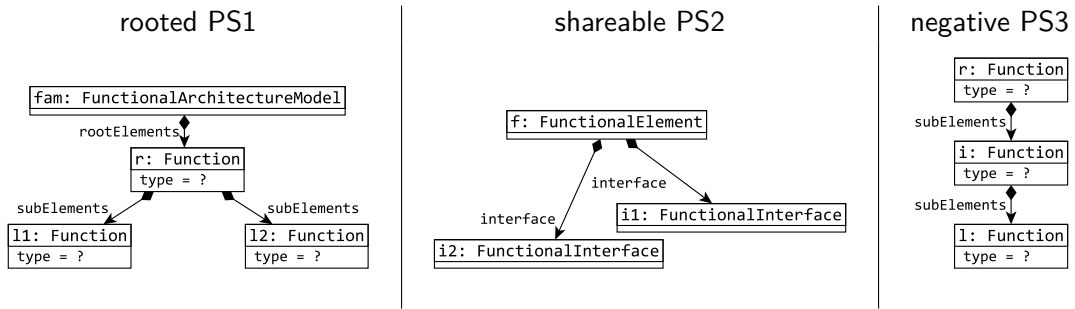 rooted PS1
fam: FunctionalArchitectureModel
rootElements
r: Function
type = ?
subElements
subElements
l1: Function
type = ?
l2: Function
type = ?
shareable PS2
f: FunctionalElement
interface
interface
i1: FunctionalInterface
i2: FunctionalInterface
negative PS3
r: Function
type = ?
subElements
i: Function
type = ?
subElements
l: Function
type = ?